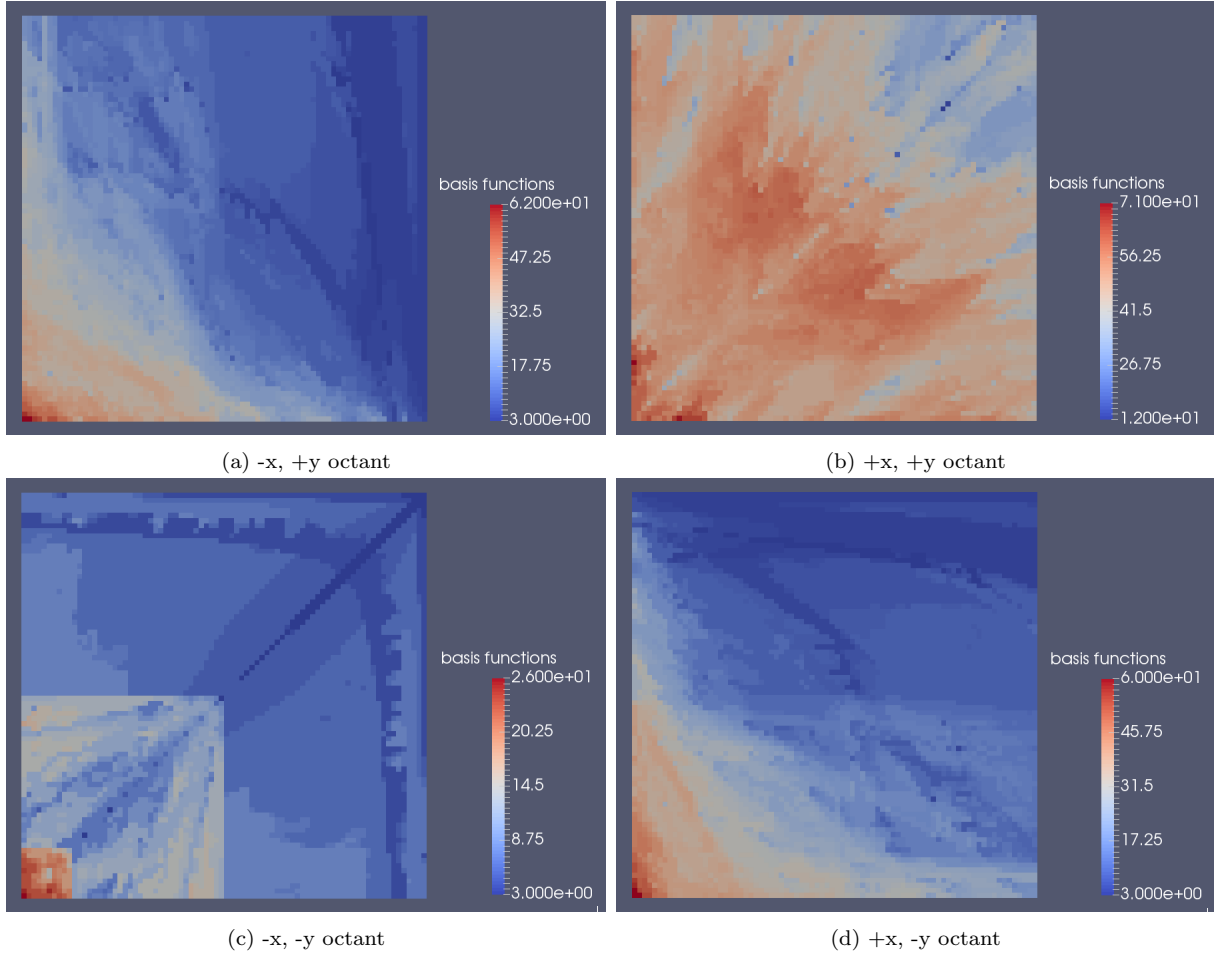 basis functions
6.200e+01
47.25
32.5
17.75
3.000e+00
(a) -x, +y octant
basis functions
7.100e+01
56.25
41.5
26.75
1.200e+01
(b) +x, +y octant
basis functions
2.600e+01
20.25
14.5
8.75
3.000e+00
(c) -x, -y octant
basis functions
6.000e+01
45.75
31.5
17.25
3.000e+00
(d) +x, -y octant